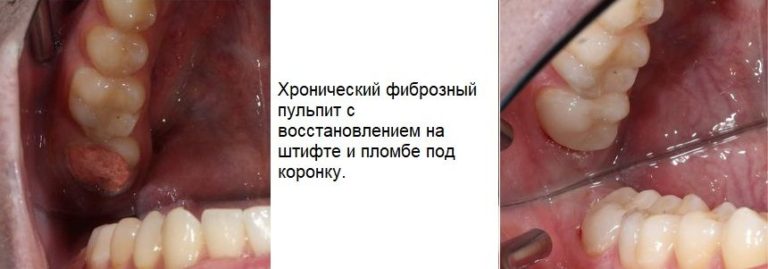 Хронический фиброзный
пульпит с
восстановлением на
штифте и пломбе под
коронку.